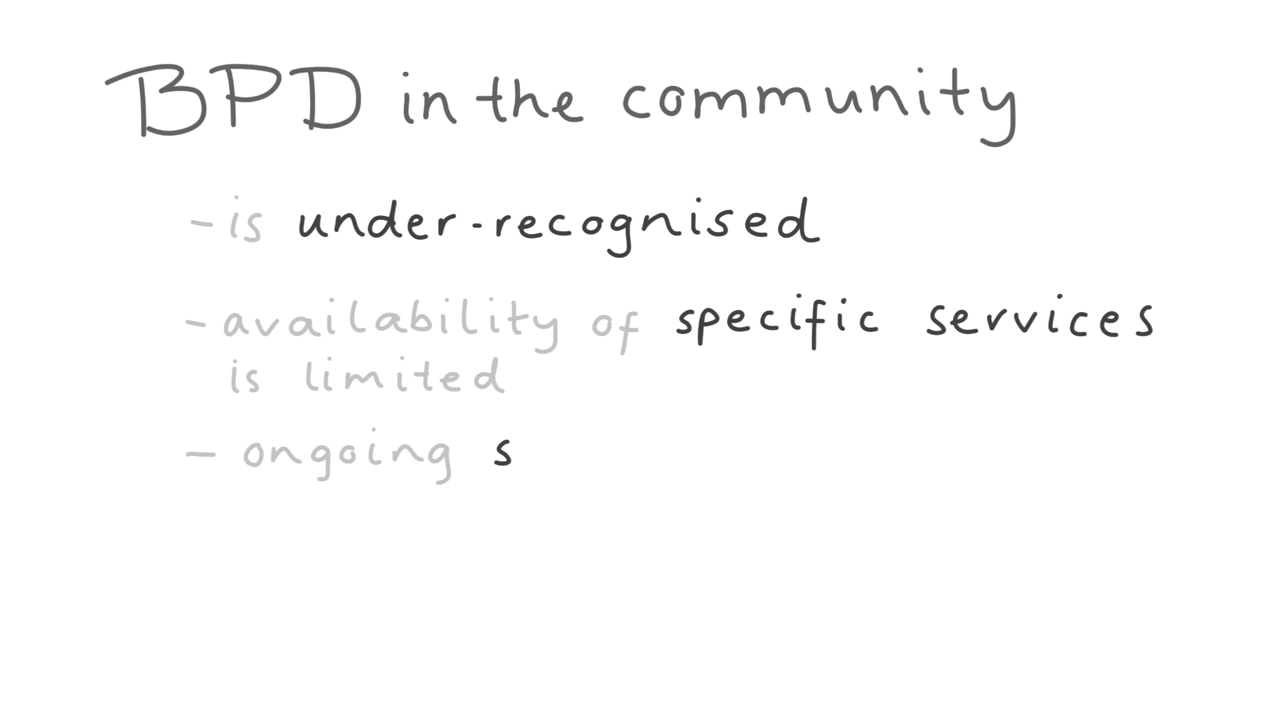 BPD in the community
- is under-recognised
- availability of specific services
is limited
- ongoing s